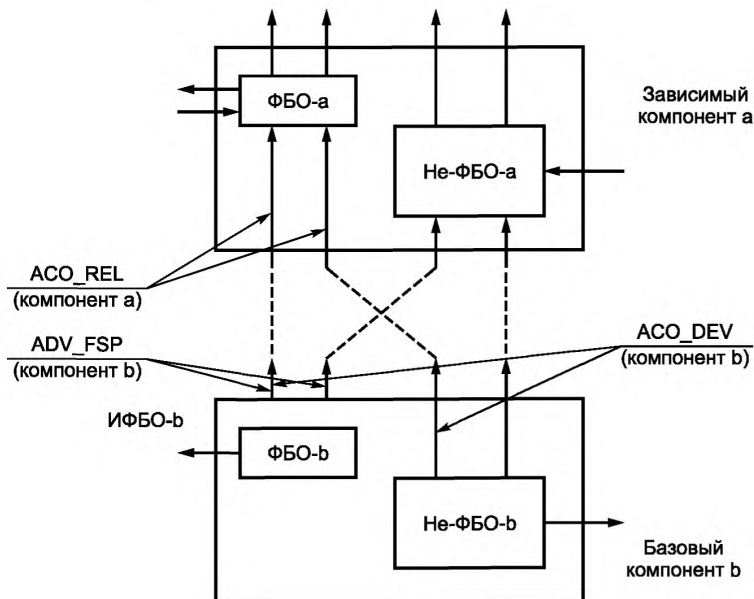 ФБО-a
Зависимый
компонент a
Не-ФБО-a
ACO_REL
(компонент a)
ADV_FSP
(компонент b)
ACO_DEV
(компонент b)
ИФБО-b
ФБО-b
Не-ФБО-b
Базовый
компонент b